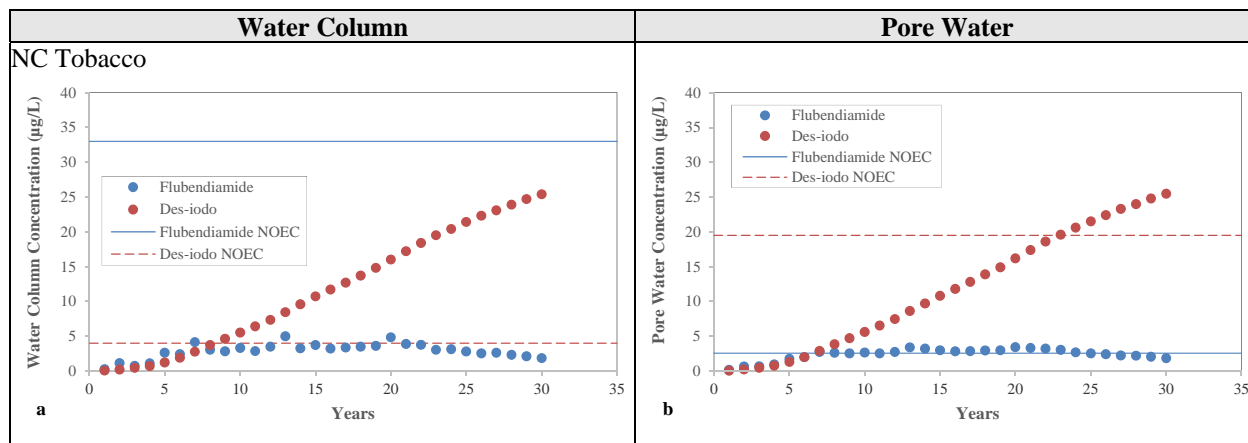 Water Column
Pore Water
NC Tobacco
Water Column Concentration (µg/L)
40
35
30
25
20
15
10
5
0
Flubendiamide
Des-iodo
Flubendiamide NOEC
Des-iodo NOEC
0 5 10 15 20 25 30 35
Years
a
Pore Water Concentration (µg/L)
40
35
30
25
20
15
10
5
0
Flubendiamide
Des-iodo
Flubendiamide NOEC
Des-iodo NOEC
0 5 10 15 20 25 30 35
Years
b